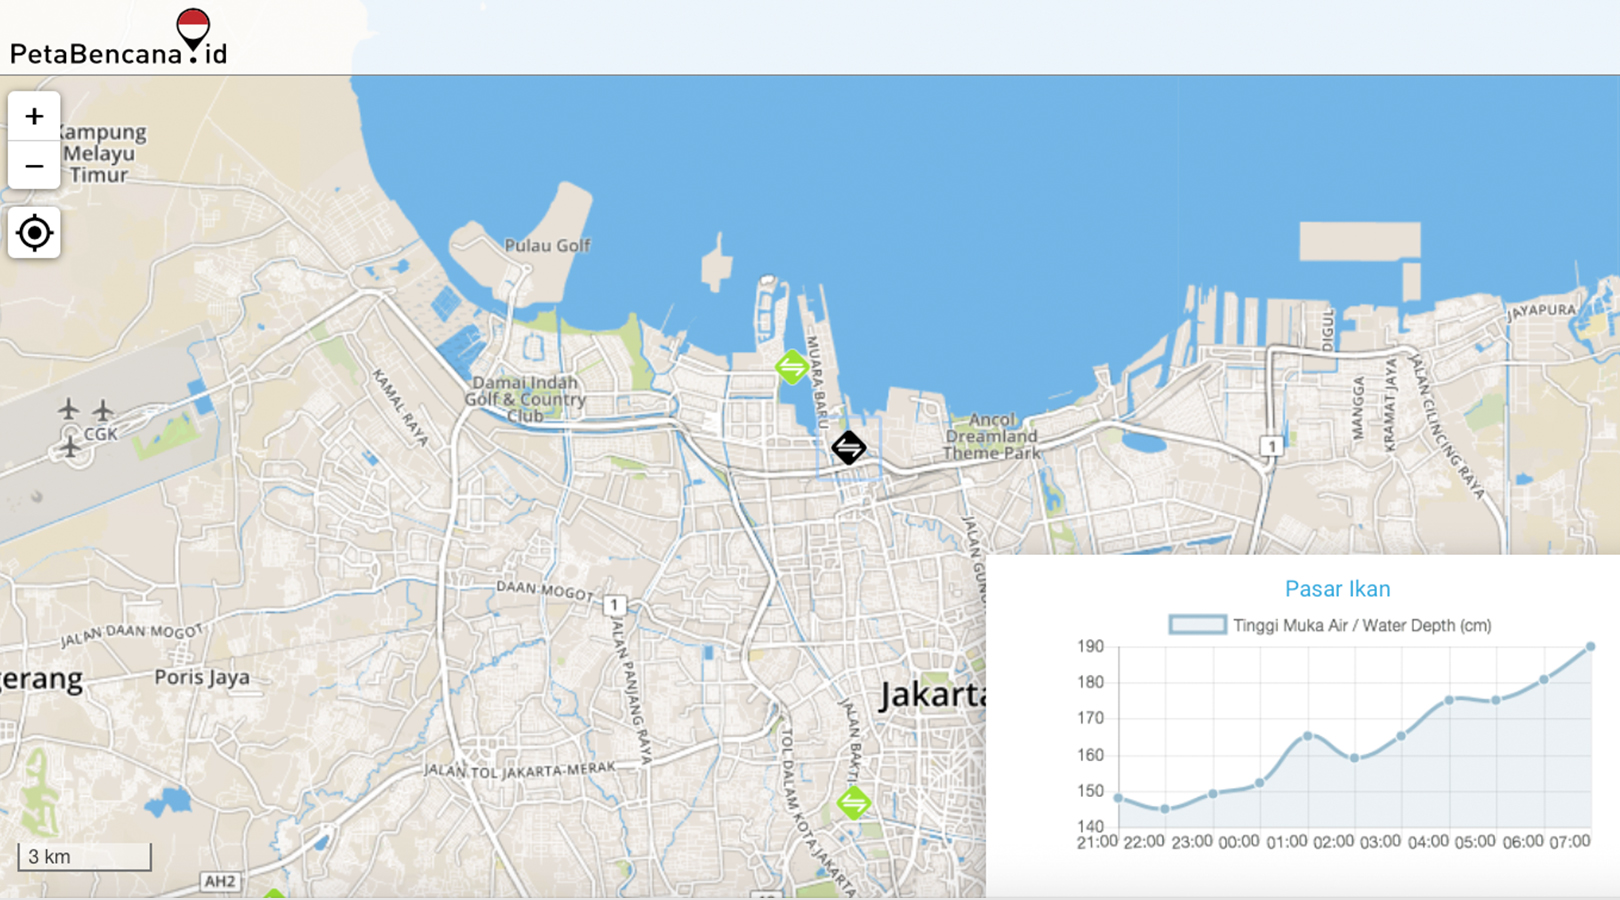 PetaBencana.id
+
Kampung
Melayu
Timur
−
Pulau Golf
JAYAPURA
DIGUL
MUARA BARU
KAMAL RAYA
Damai Indah
Golf & Country
Club
MANGGA
KRAMAT JAYA
JALAN CILINCING RAYA
CGK
Ancol
Dreamland
Theme Park
1
JALAN GUN
DAAN MOGOT
1
JALAN DAAN MOGOT
JALAN PANJANG RAYA
gerang
Poris Jaya
Jakarta
JALAN BAKTI
TOL DALAM KOTA JAKARTA
JALAN TOL JAKARTA-MERAK
3 km
AH2
Pasar Ikan
Tinggi Muka Air / Water Depth (cm)
190
180
170
160
150
140
21:00 22:00 23:00 00:00 01:00 02:00 03:00 04:00 05:00 06:00 07:00